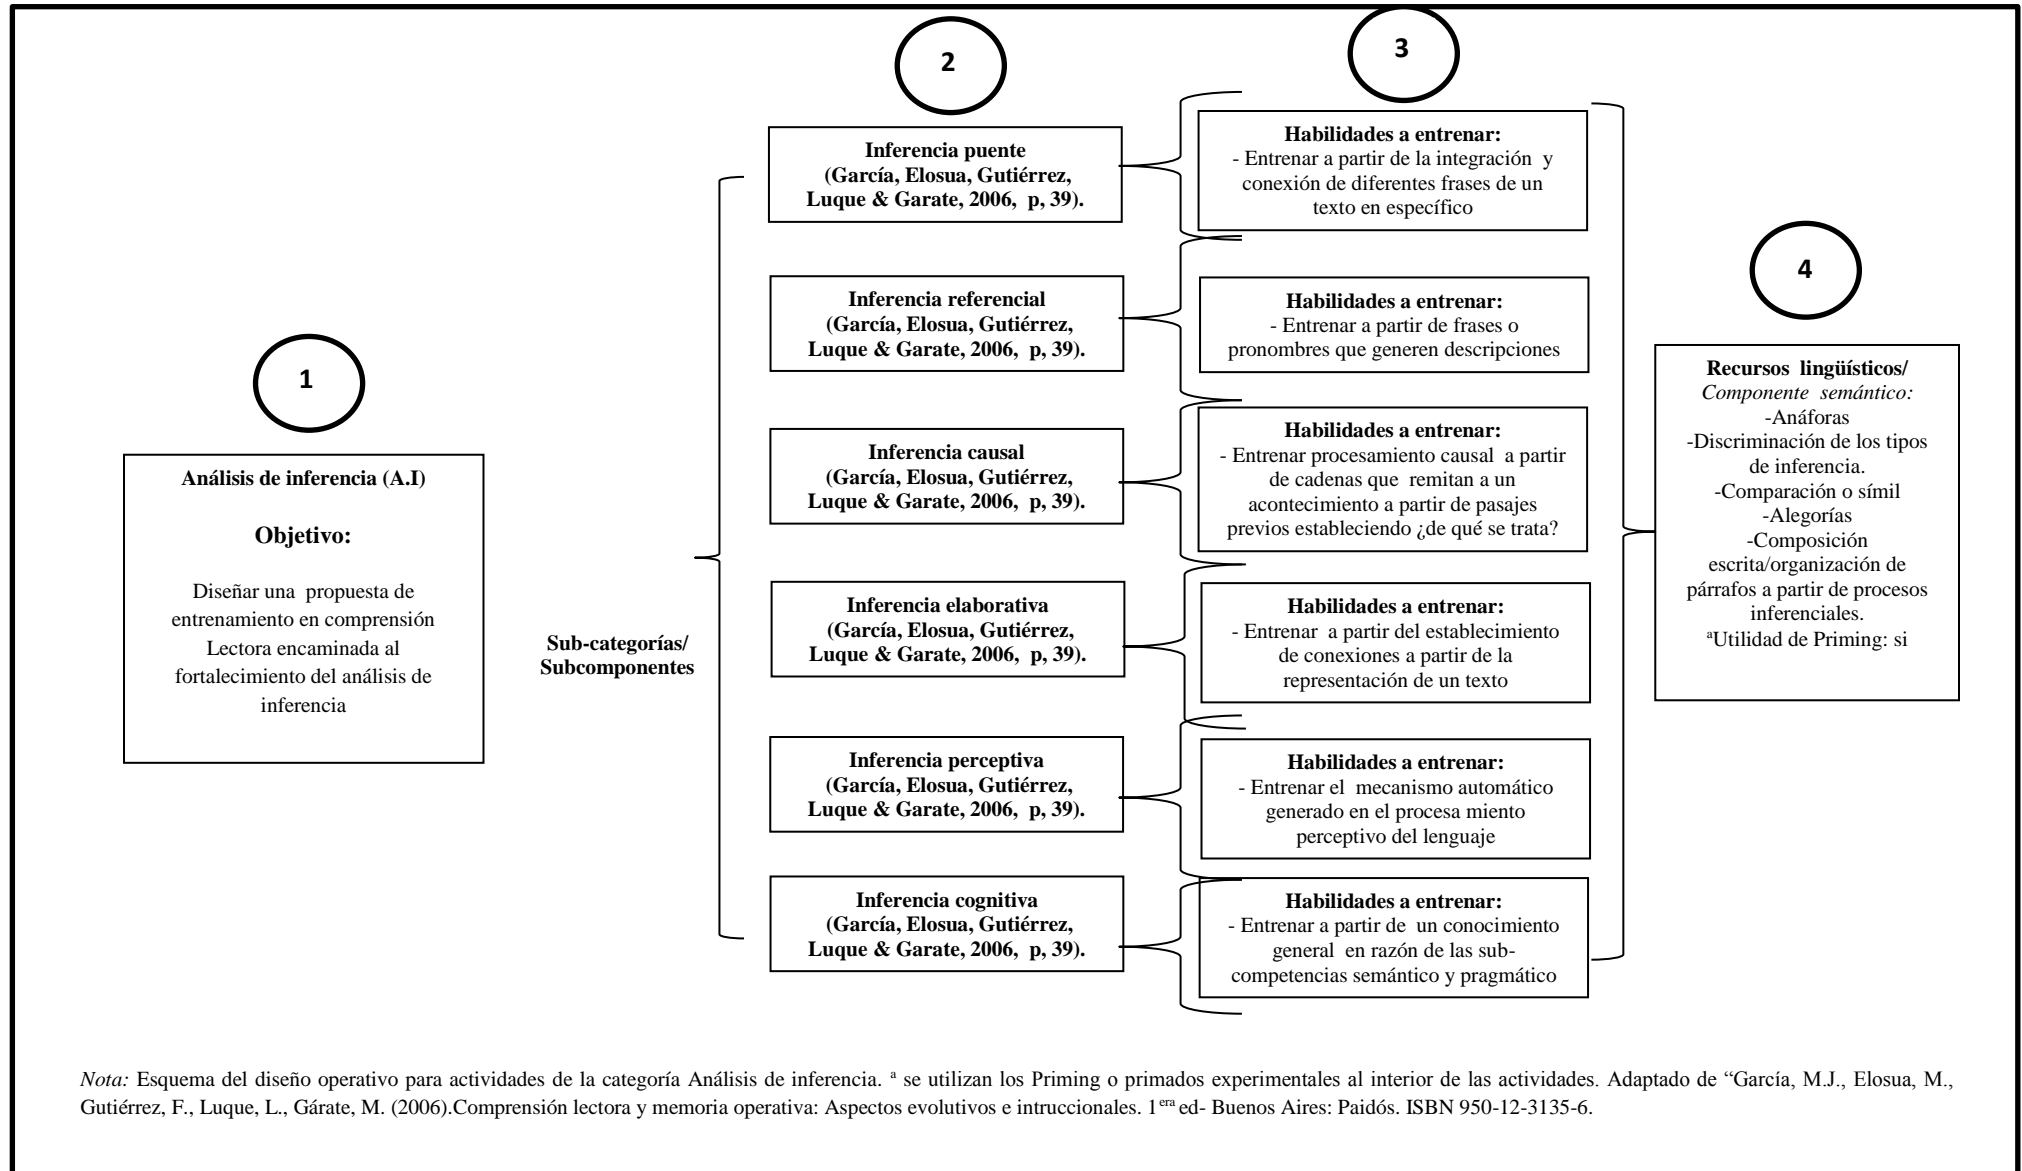 1
Análisis de inferencia (A.I)
Objetivo:
Diseñar una propuesta de
entrenamiento en comprensión
Lectora encaminada al
fortalecimiento del análisis de
inferencia
Sub-categorías/
Subcomponentes
2
Inferencia puente
(García, Elosua, Gutiérrez,
Luque & Garate, 2006, p, 39).
Inferencia referencial
(García, Elosua, Gutiérrez,
Luque & Garate, 2006, p, 39).
Inferencia causal
(García, Elosua, Gutiérrez,
Luque & Garate, 2006, p, 39).
Inferencia elaborativa
(García, Elosua, Gutiérrez,
Luque & Garate, 2006, p, 39).
Inferencia perceptiva
(García, Elosua, Gutiérrez,
Luque & Garate, 2006, p, 39).
Inferencia cognitiva
(García, Elosua, Gutiérrez,
Luque & Garate, 2006, p, 39).
3
Habilidades a entrenar:
- Entrenar a partir de la integración y
conexión de diferentes frases de un
texto en específico
Habilidades a entrenar:
- Entrenar a partir de frases o
pronombres que generen descripciones
Habilidades a entrenar:
- Entrenar procesamiento causal a partir
de cadenas que remitan a un
acontecimiento a partir de pasajes
previos estableciendo ¿de qué se trata?
Habilidades a entrenar:
- Entrenar a partir del establecimiento
de conexiones a partir de la
representación de un texto
Habilidades a entrenar:
- Entrenar el mecanismo automático
generado en el procesa miento
perceptivo del lenguaje
Habilidades a entrenar:
- Entrenar a partir de un conocimiento
general en razón de las sub-
competencias semántico y pragmático
4
Recursos lingüísticos/
Componente semántico:
-Anáforas
-Discriminación de los tipos
de inferencia.
-Comparación o símil
-Alegorías
-Composición
escrita/organización de
párrafos a partir de procesos
inferenciales.
ªUtilidad de Priming: si
Nota: Esquema del diseño operativo para actividades de la categoría Análisis de inferencia. ª se utilizan los Priming o primados experimentales al interior de las actividades. Adaptado de “García, M.J., Elosua, M.,
Gutiérrez, F., Luque, L., Gárate, M. (2006).Comprensión lectora y memoria operativa: Aspectos evolutivos e intruccionales. 1era ed- Buenos Aires: Paidós. ISBN 950-12-3135-6.